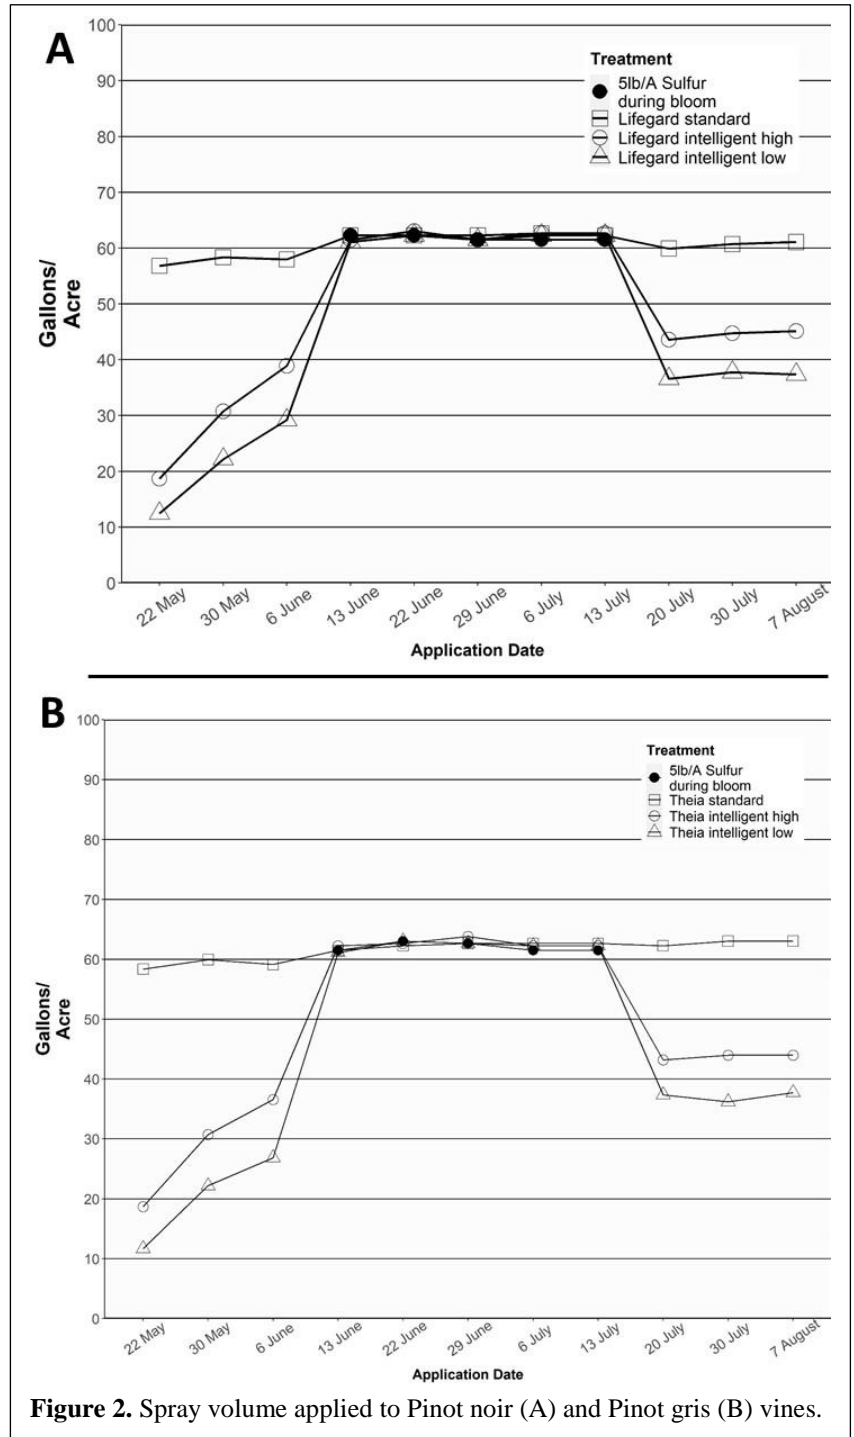 A
100
90
80
70
60
50
40
30
20
10
0
Gallons/
Acre
Treatment
5lb/A Sulfur
during bloom
Lifegard standard
Lifegard intelligent high
Lifegard intelligent low
22 May
30 May
6 June
13 June
22 June
29 June
6 July
13 July
20 July
30 July
7 August
Application Date
B
100
90
80
70
60
50
40
30
20
10
0
Gallons/
Acre
Treatment
5lb/A Sulfur
during bloom
Theia standard
Theia intelligent high
Theia intelligent low
22 May
30 May
6 June
13 June
22 June
29 June
6 July
13 July
20 July
30 July
7 August
Application Date
Figure 2. Spray volume applied to Pinot noir (A) and Pinot gris (B) vines.